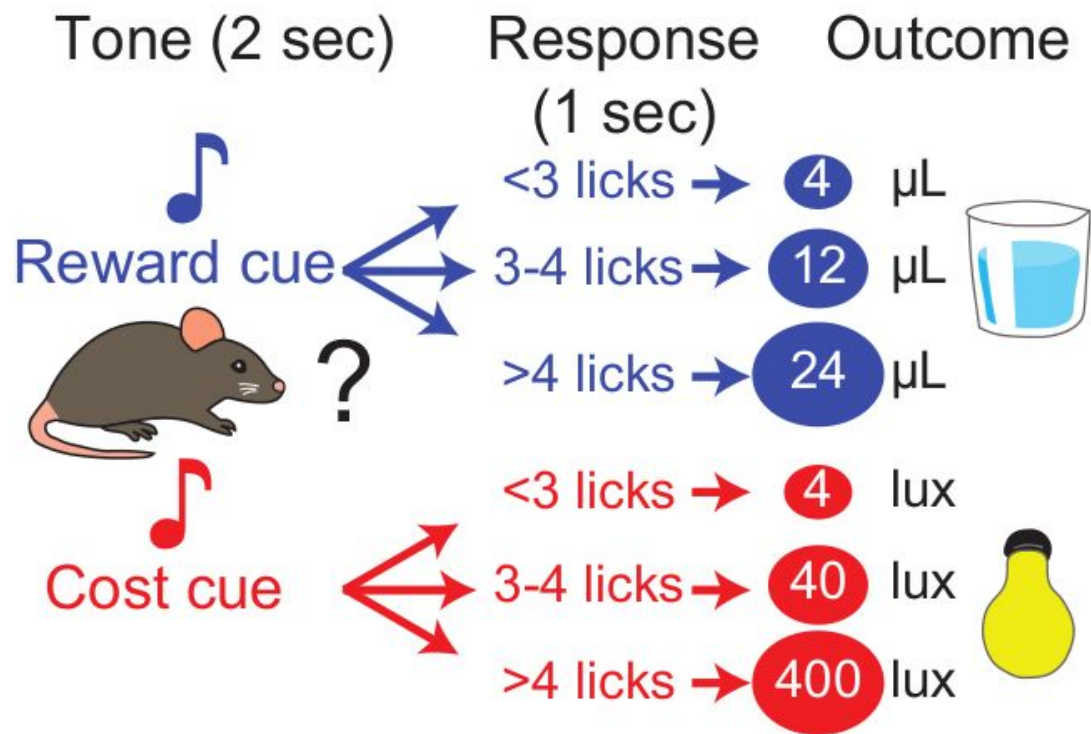 Tone (2 sec) Response Outcome
(1 sec)
<3 licks 4 µL
Reward cue 3-4 licks 12 µL
?
>4 licks 24 µL
<3 licks 4 lux
Cost cue 3-4 licks 40 lux
>4 licks 400 lux